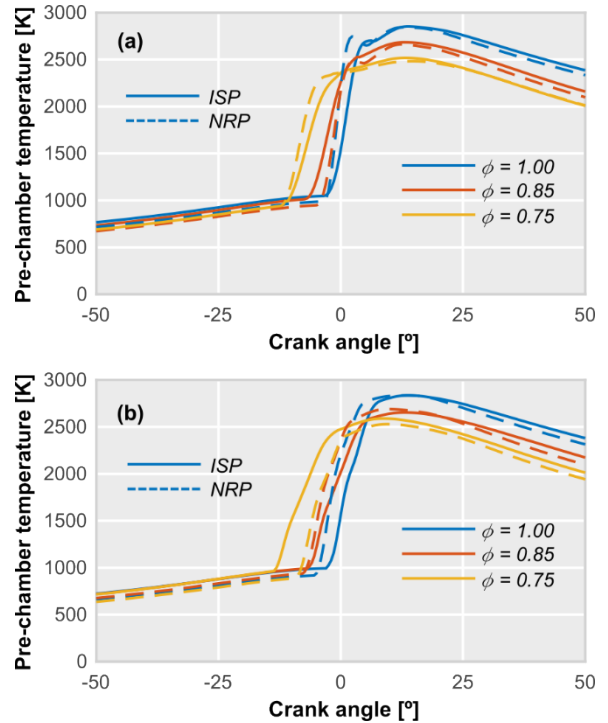 3000
(a)
2500
2000
ISP
NRP
1500
ϕ = 1.00
1000
ϕ = 0.85
500
ϕ = 0.75
0
-50 -25 0 25 50
Pre-chamber temperature [K]
Crank angle [º]
3000
(b)
2500
2000
ISP
NRP
1500
ϕ = 1.00
1000
ϕ = 0.85
500
ϕ = 0.75
0
-50 -25 0 25 50
Pre-chamber temperature [K]
Crank angle [º]